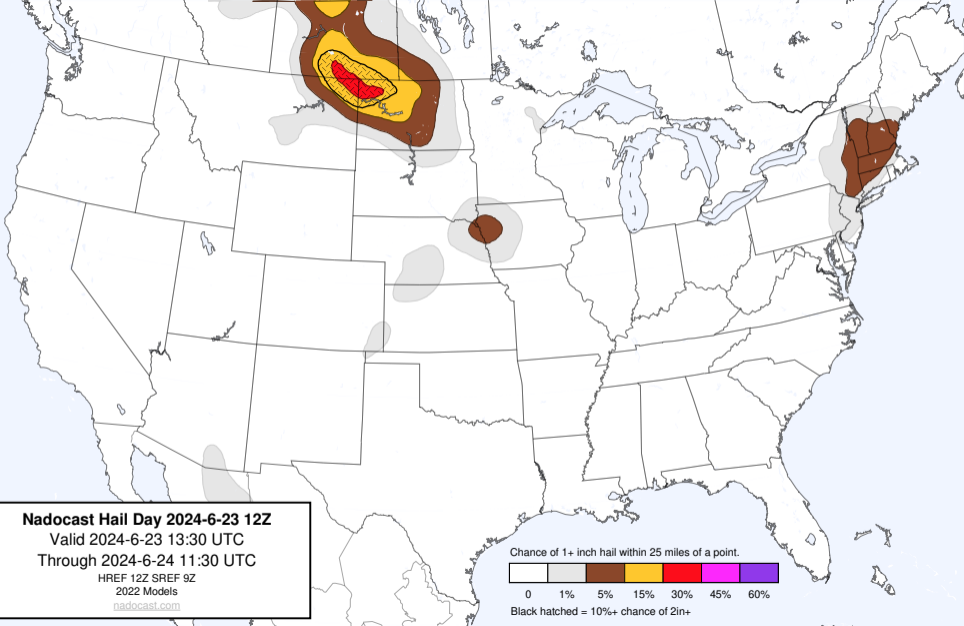 Nadocast Hail Day 2024-6-23 12Z
Valid 2024-6-23 13:30 UTC
Through 2024-6-24 11:30 UTC
HREF 12Z SREF 9Z
2022 Models
nadocast.com
Chance of 1+ inch hail within 25 miles of a point.
0 1% 5% 15% 30% 45% 60%
Black hatched = 10%+ chance of 2in+